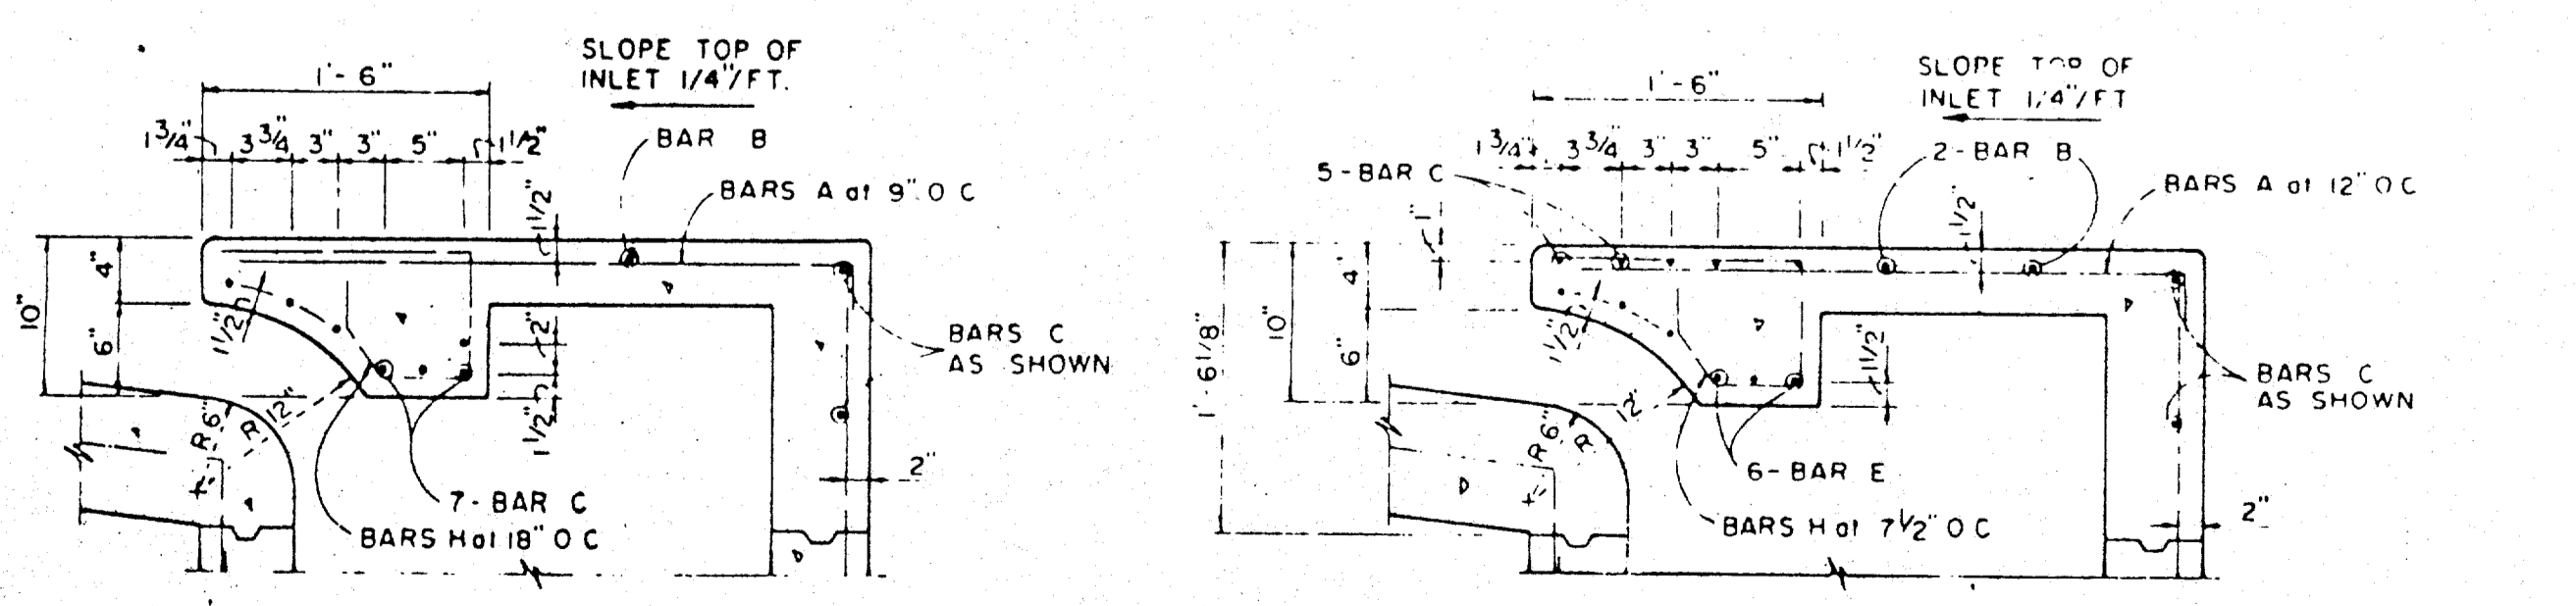 SLOPE TOP OF
INLET 1/4"/FT.
1'-6"
1 3/4" 3 3/4" 3" 3" 5" 1 1/2"
BAR B
BARS A at 9" O C
1 1/2"
4"
10"
6"
1 1/2"
2"
1 1/2"
BARS C
AS SHOWN
R 6"
R 12"
2"
7-BAR C
BARS H at 18" O C
SLOPE TOP OF
INLET 1/4"/FT
1'-6"
1 3/4" 3 3/4" 3" 3" 5" 1 1/2"
2-BAR B
5-BAR C
BARS A at 12" O C
1"
1 1/2"
4'
10"
6"
1'-6 1/8"
1 1/2"
1 1/2"
BARS C
AS SHOWN
R 6"
R 12"
6-BAR E
2"
BARS H at 7 1/2" O C